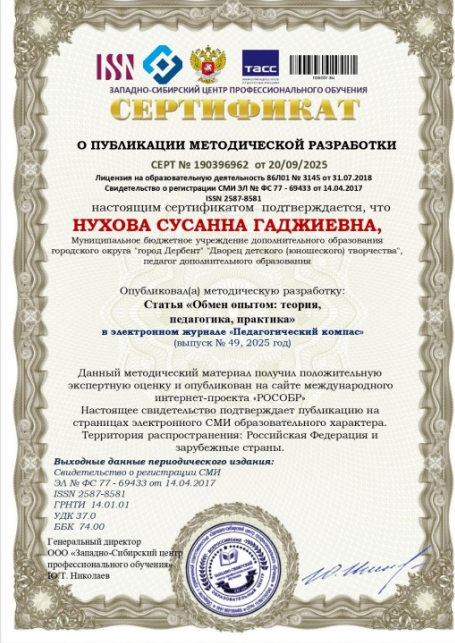 ISSN
ТАСС
ЗАПАДНО-СИБИРСКИЙ ЦЕНТР ПРОФЕССИОНАЛЬНОГО ОБУЧЕНИЯ
СЕРТИФИКАТ
О ПУБЛИКАЦИИ МЕТОДИЧЕСКОЙ РАЗРАБОТКИ
СЕРТ № 190396962 от 20/09/2025
Лицензия на образовательную деятельность 86Л01 № 3145 от 31.07.2018
Свидетельство о регистрации СМИ ЭЛ № ФС 77 - 69433 от 14.04.2017
ISSN 2587-8581
настоящим сертификатом подтверждается, что
НУХОВА СУСАННА ГАДЖИЕВНА,
Муниципальное бюджетное учреждение дополнительного образования
городского округа "город Дербент" "Дворец детского (юношеского) творчества",
педагог дополнительного образования
Опубликовал(а) методическую разработку:
Статья «Обмен опытом: теория,
педагогика, практика»
в электронном журнале «Педагогический компас»
(выпуск № 49, 2025 год)
Данный методический материал получил положительную
экспертную оценку и опубликован на сайте международного
интернет-проекта «РОСОБР»
Настоящее свидетельство подтверждает публикацию на
страницах электронного СМИ образовательного характера.
Территория распространения: Российская Федерация и
зарубежные страны.
Выходные данные периодического издания:
Свидетельство о регистрации СМИ
ЭЛ № ФС 77 - 69433 от 14.04.2017
ISSN 2587-8581
ГРНТИ 14.01.01
УДК 37.0
ББК 74.00
Генеральный директор
ООО «Западно-Сибирский центр
профессионального обучения»
Ю.Т. Николаев